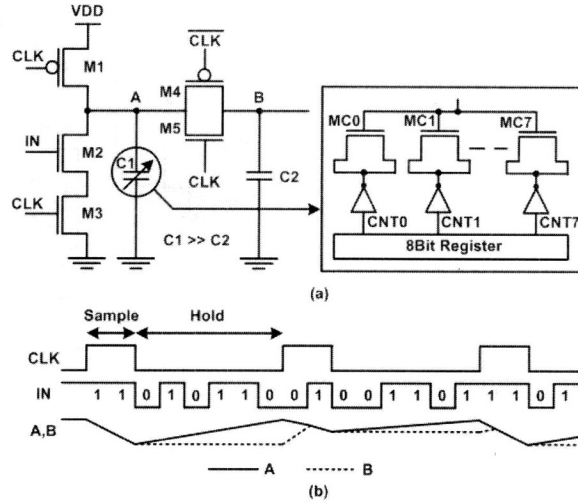 VDD
CLK
M1
CLK
A
M4
B
M5
CLK
IN
M2
C1
C2
CLK
M3
C1 >> C2
MC0
MC1
MC7
CNT0
CNT1
CNT7
8Bit Register
(a)
Sample
Hold
CLK
IN 1 1 0 1 0 1 1 0 0 1 0 0 1 1 0 1 1 1 0 1
A,B
A
B
(b)